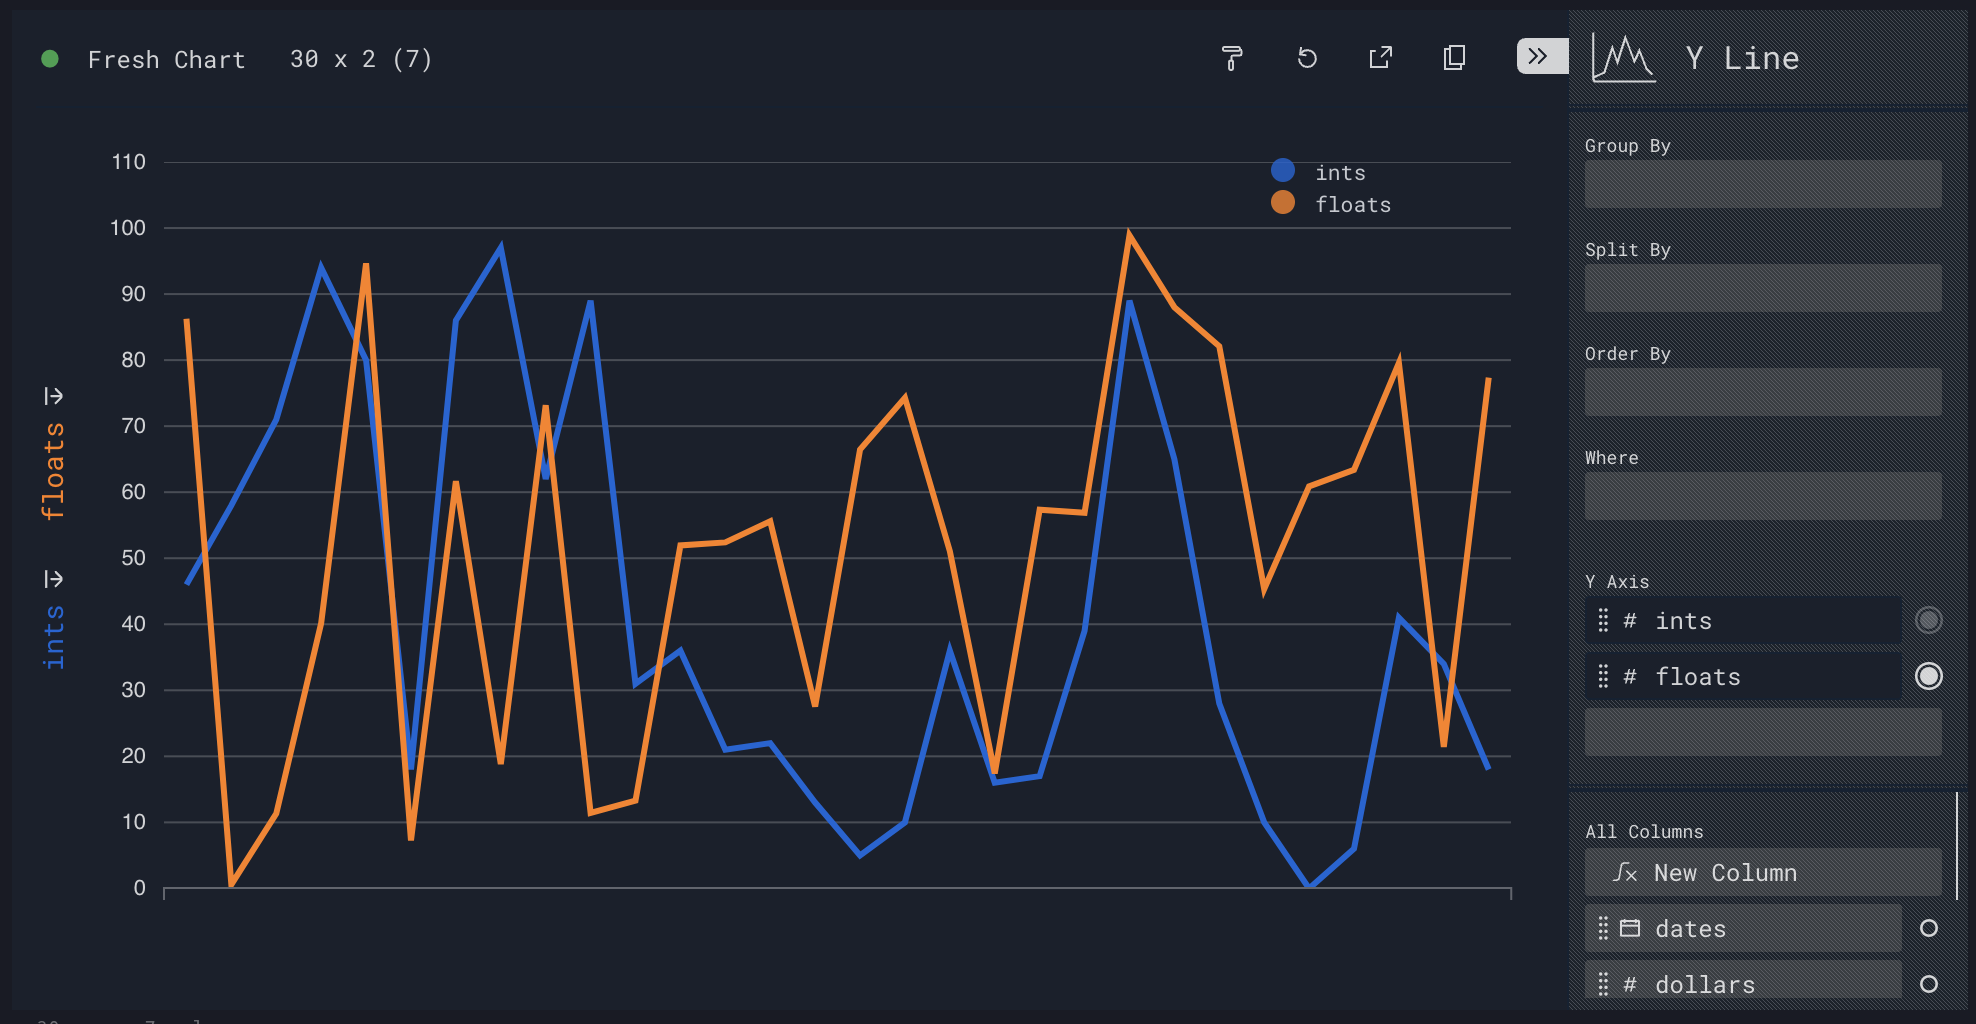 Fresh Chart 30 x 2 (7)
Y Line
110
100
90
80
70
60
50
40
30
20
10
0
ints
floats
floats
ints
Group By
Split By
Order By
Where
Y Axis
# ints
# floats
All Columns
New Column
dates
# dollars